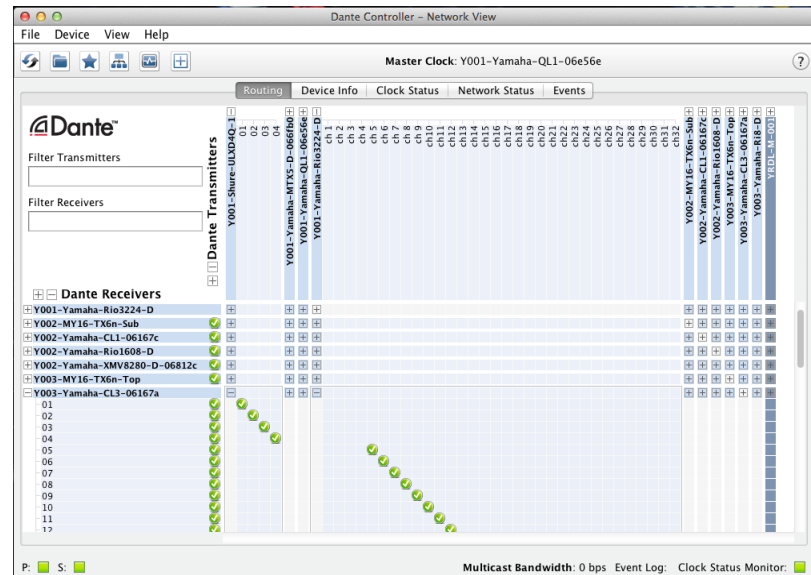 Dante Controller – Network View
File Device View Help
Master Clock: Y001-Yamaha-QL1-06e56e
?
Routing Device Info Clock Status Network Status Events
Dante™
Filter Transmitters
Filter Receivers
Dante Transmitters
Y001-Shure-ULXD4Q-1
01
02
03
04
Y001-Yamaha-MTX5-D-066fb0
Y001-Yamaha-QL1-06e56e
Y001-Yamaha-Rio3224-D
ch 1
ch 2
ch 3
ch 4
ch 5
ch 6
ch 7
ch 8
ch 9
ch10
ch11
ch12
ch13
ch14
ch15
ch16
ch17
ch18
ch19
ch20
ch21
ch22
ch23
ch24
ch25
ch26
ch27
ch28
ch29
ch30
ch31
ch32
Y002-MY16-TX6n-Sub
Y002-Yamaha-CL1-06167c
Y002-Yamaha-Rio1608-D
Y003-MY16-TX6n-Top
Y003-Yamaha-CL3-06167a
Y003-Yamaha-Ri8-D
YRDL-M-001
Dante Receivers
Y001-Yamaha-Rio3224-D
Y002-MY16-TX6n-Sub
Y002-Yamaha-CL1-06167c
Y002-Yamaha-Rio1608-D
Y002-Yamaha-XMV8280-D-06812c
Y003-MY16-TX6n-Top
Y003-Yamaha-CL3-06167a
01
02
03
04
05
06
07
08
09
10
11
12
P: S: Multicast Bandwidth: 0 bps Event Log: Clock Status Monitor: